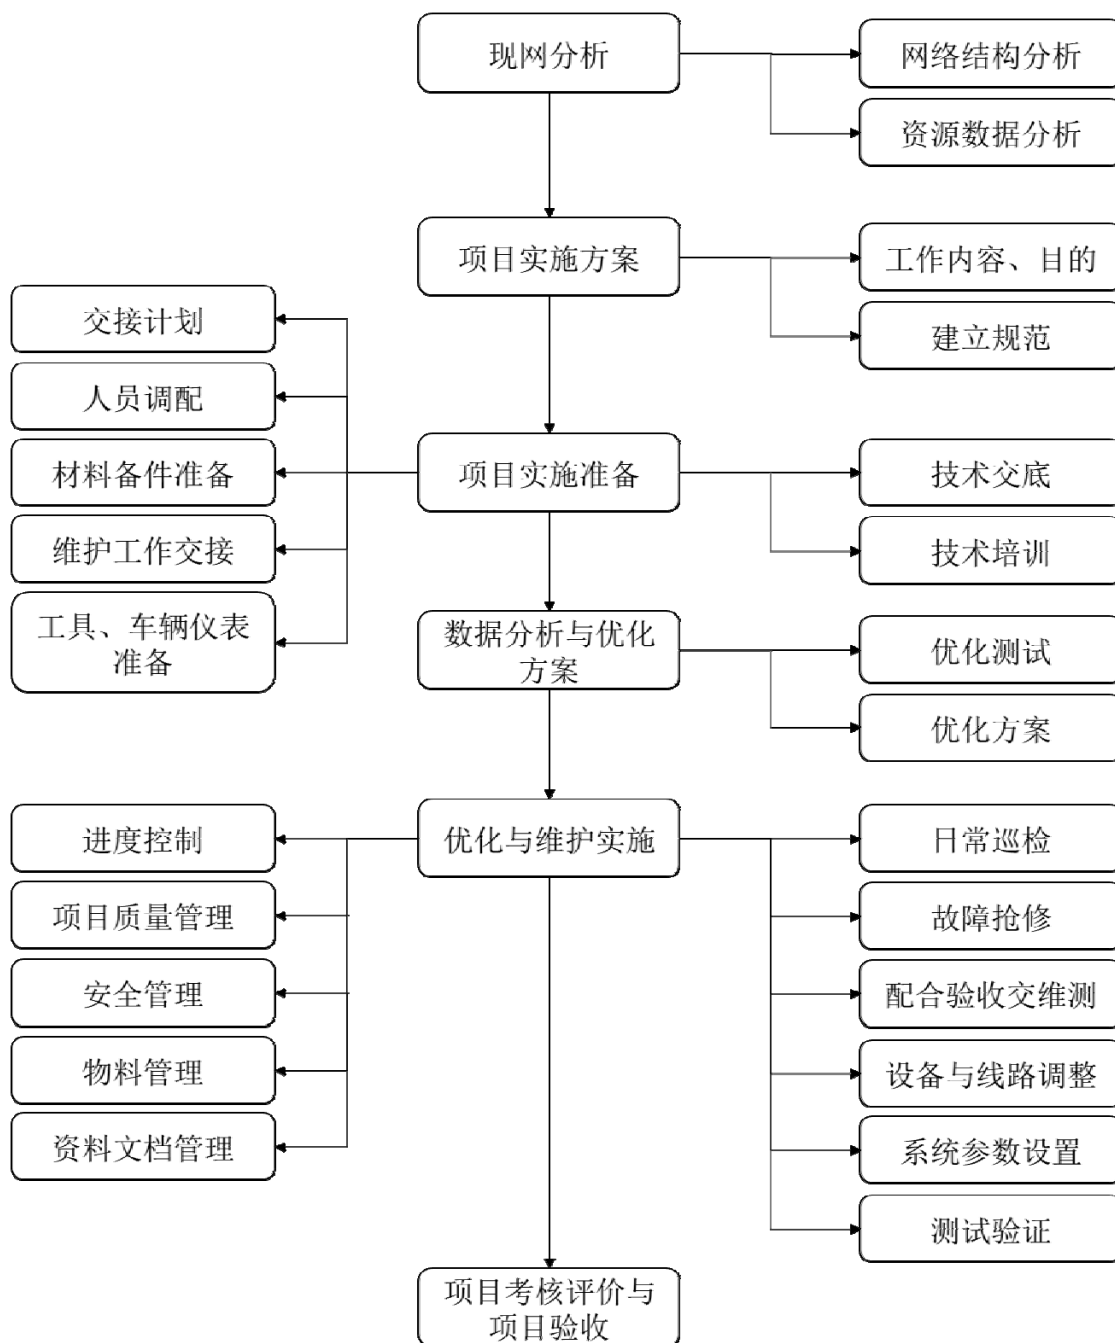 现网分析
网络结构分析
资源数据分析
项目实施方案
工作内容、目的
建立规范
交接计划
人员调配
材料备件准备
维护工作交接
工具、车辆仪表
准备
项目实施准备
技术交底
技术培训
数据分析与优化
方案
优化测试
优化方案
进度控制
项目质量管理
安全管理
物料管理
资料文档管理
优化与维护实施
日常巡检
故障抢修
配合验收交维测
设备与线路调整
系统参数设置
测试验证
项目考核评价与
项目验收